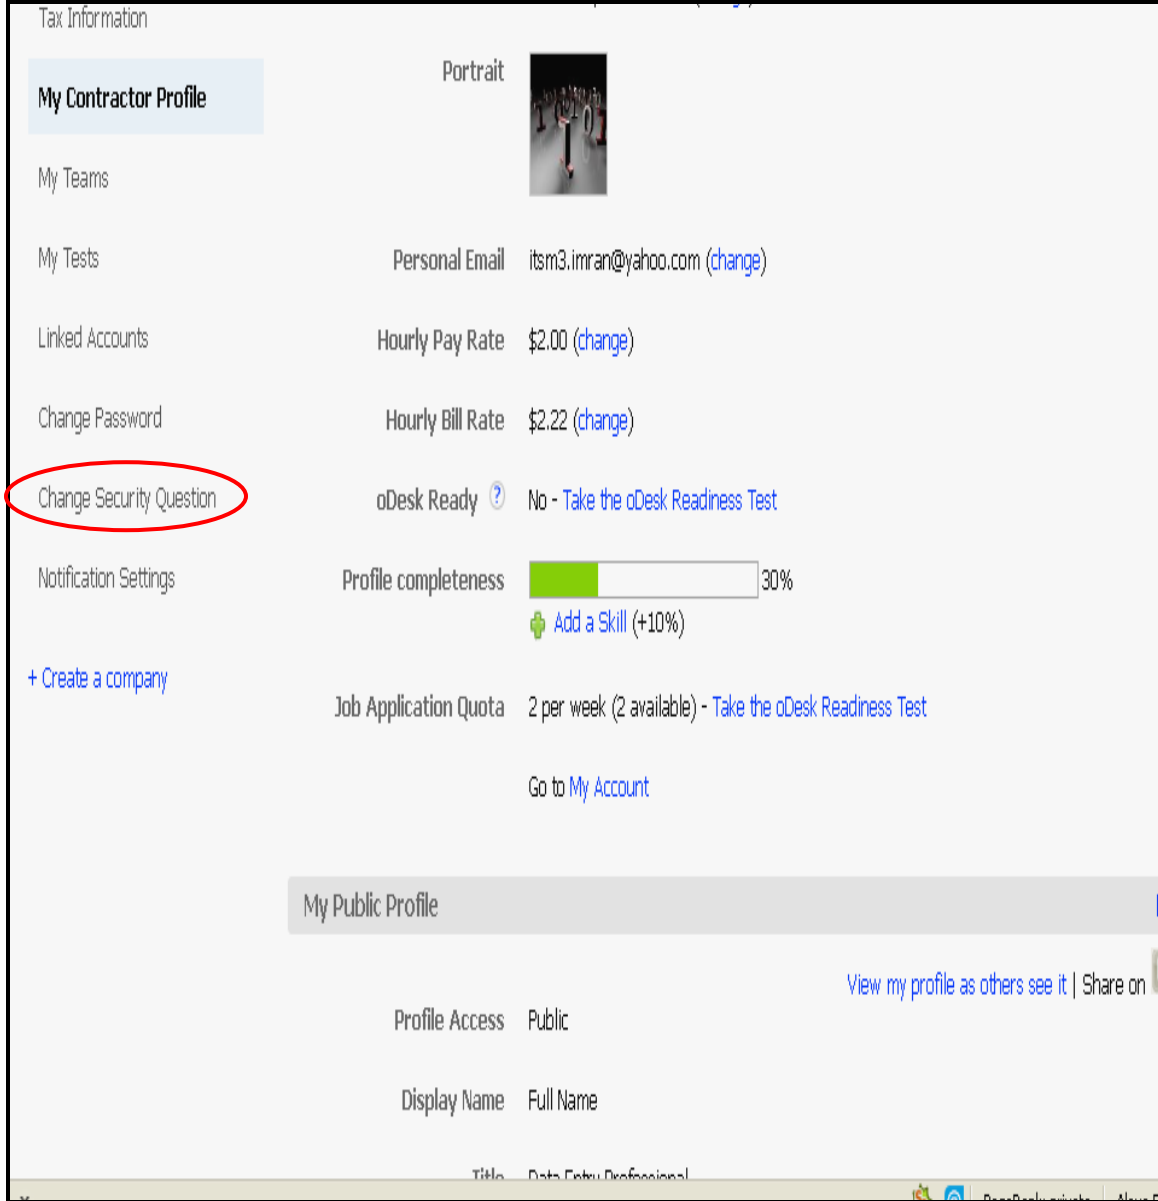 Tax Information
My Contractor Profile
My Teams
My Tests
Linked Accounts
Change Password
Change Security Question
Notification Settings
+ Create a company
Portrait
Personal Email itsm3.imran@yahoo.com (change)
Hourly Pay Rate $2.00 (change)
Hourly Bill Rate $2.22 (change)
oDesk Ready ? No - Take the oDesk Readiness Test
Profile completeness 30%
Add a Skill (+10%)
Job Application Quota 2 per week (2 available) - Take the oDesk Readiness Test
Go to My Account
My Public Profile
View my profile as others see it | Share on
Profile Access Public
Display Name Full Name
Title Data Entry Professional